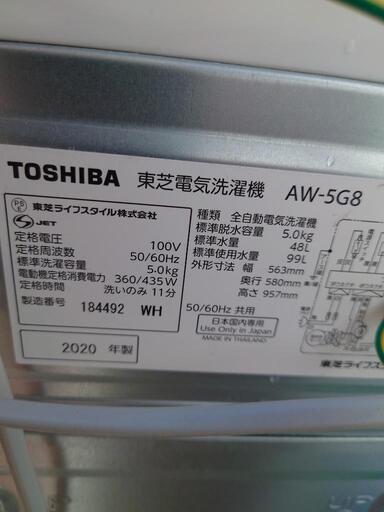 TOSHIBA 東芝電気洗濯機 AW-5G8
PS E
JET
東芝ライフスタイル株式会社
定格電圧 100V
定格周波数 50/60Hz
標準洗濯容量 5.0kg
電動機定格消費電力 360/435W
定格時間 洗いのみ 11分
製造番号 184492 WH
2020 年製
種類 全自動電気洗濯機
標準脱水容量 5.0kg
標準水量 48L
標準使用水量 99L
外形寸法 幅 563mm
奥行 580mm
高さ 957mm
50/60Hz 共用
日本国内専用
Use Only in Japan
MADE IN THAILAND
東芝ライフス